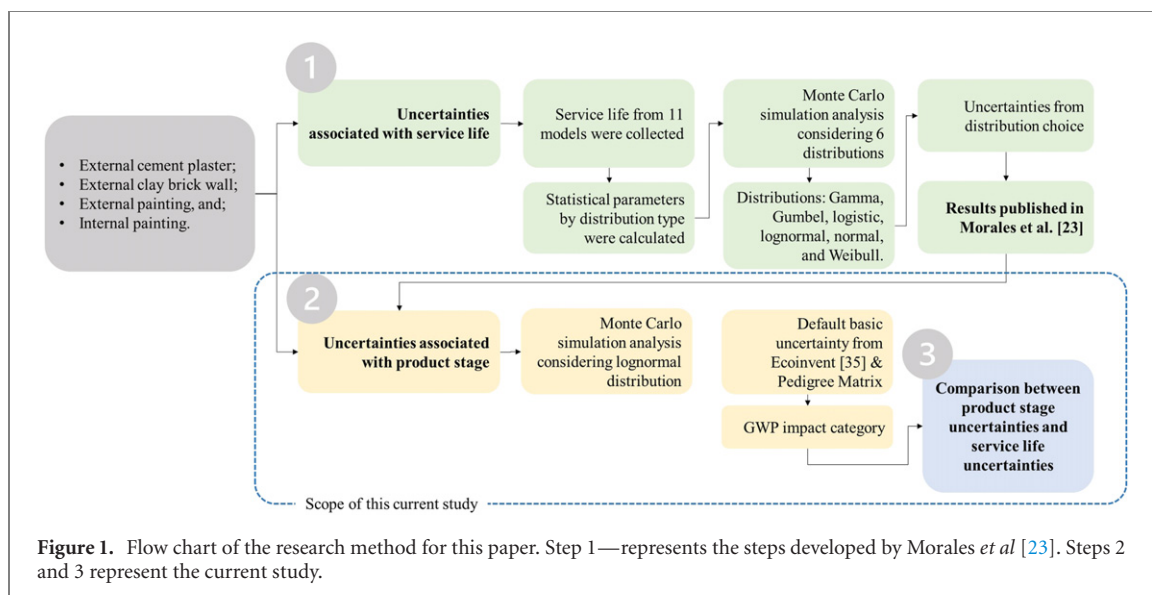 1
Uncertainties
associated with service life
Service life from 11
models were collected
Monte Carlo
simulation analysis
considering 6
distributions
Uncertainties from
distribution choice
• External cement plaster;
• External clay brick wall;
• External painting, and;
• Internal painting.
Statistical parameters
by distribution type
were calculated
Distributions: Gamma,
Gumbel, logistic,
lognormal, normal,
and Weibull.
Results published in
Morales et al. [23]
2
Uncertainties associated
with product stage
Monte Carlo
simulation analysis
considering lognormal
distribution
Default basic
uncertainty from
Ecoinvent [35] &
Pedigree Matrix
GWP impact category
3
Comparison between
product stage
uncertainties and
service life
uncertainties
Scope of this current study
Figure 1. Flow chart of the research method for this paper. Step 1—represents the steps developed by Morales et al [23]. Steps 2
and 3 represent the current study.